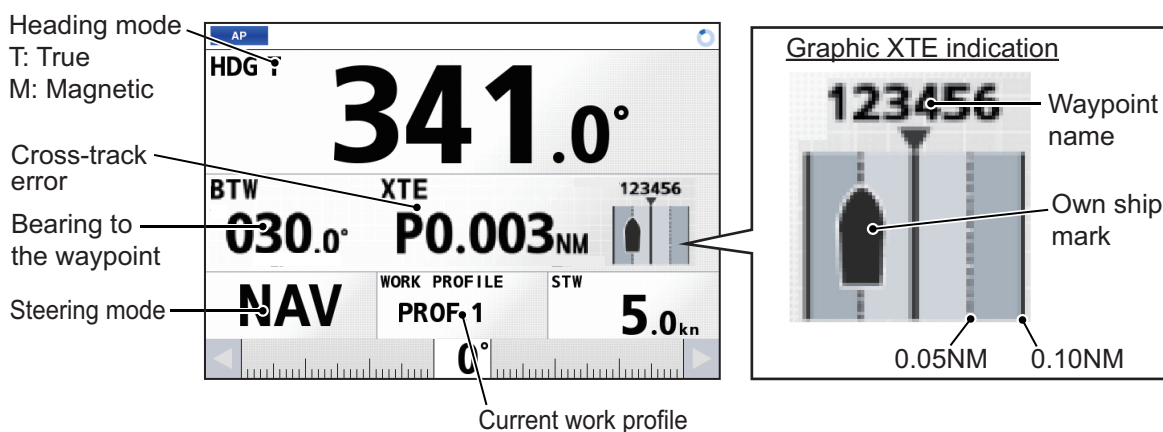 Heading mode
T: True
M: Magnetic
Cross-track
error
Bearing to
the waypoint
Steering mode
AP
HDG T
341.0°
BTW
030.0°
XTE
P0.003NM
123456
NAV
WORK PROFILE
PROF 1
STW
5.0kn
0°
Current work profile
Graphic XTE indication
123456
Waypoint
name
Own ship
mark
0.05NM
0.10NM